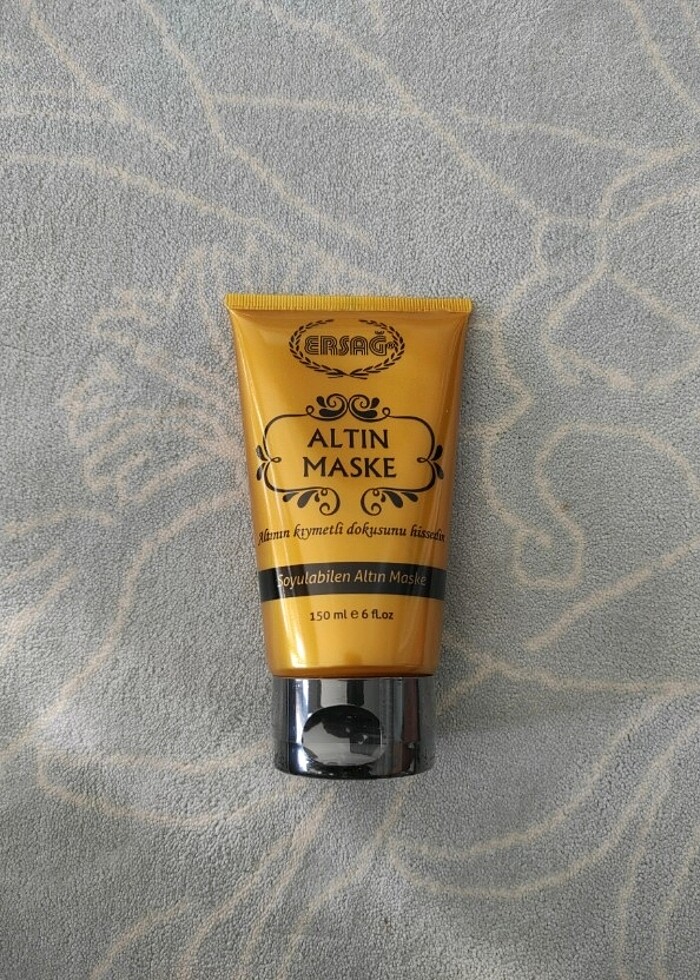 ERSAĞ®
ALTIN
MASKE
Altının kıymetli dokusunu hissedin
Soyulabilen Altın Maske
150 ml e 6 fl.oz